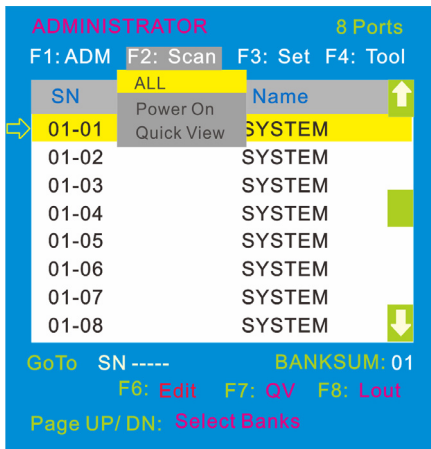 ADMINISTRATOR 8 Ports
F1: ADM F2: Scan F3: Set F4: Tool
SN Name
ALL
Power On
Quick View
01-01 SYSTEM
01-02 SYSTEM
01-03 SYSTEM
01-04 SYSTEM
01-05 SYSTEM
01-06 SYSTEM
01-07 SYSTEM
01-08 SYSTEM
GoTo SN ----- BANKSUM: 01
F6: Edit F7: QV F8: Lout
Page UP/ DN: Select Banks